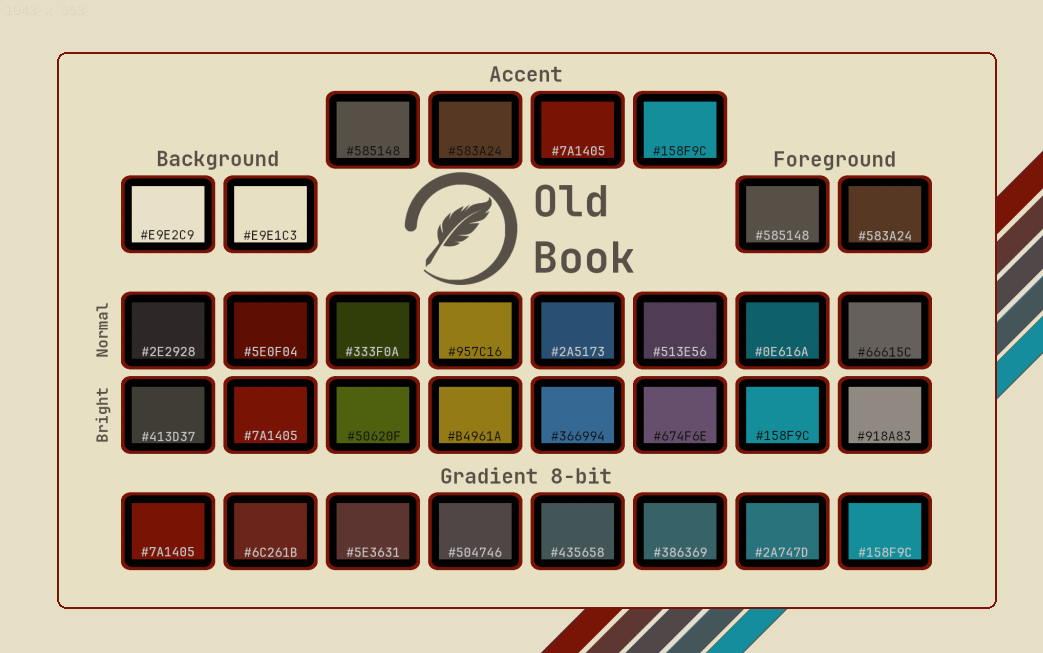 1043 x 653
Accent
#585148 #583A24 #7A1405 #158F9C
Background
#E9E2C9 #E9E1C3
Old
Book
Foreground
#585148 #583A24
Normal
#2E2928 #5E0F04 #333F0A #957C16 #2A5173 #513E56 #0E616A #66615C
Bright
#413D37 #7A1405 #50620F #B4961A #366994 #674F6E #158F9C #918A83
Gradient 8-bit
#7A1405 #6C261B #5E3631 #504746 #435658 #386369 #2A747D #158F9C